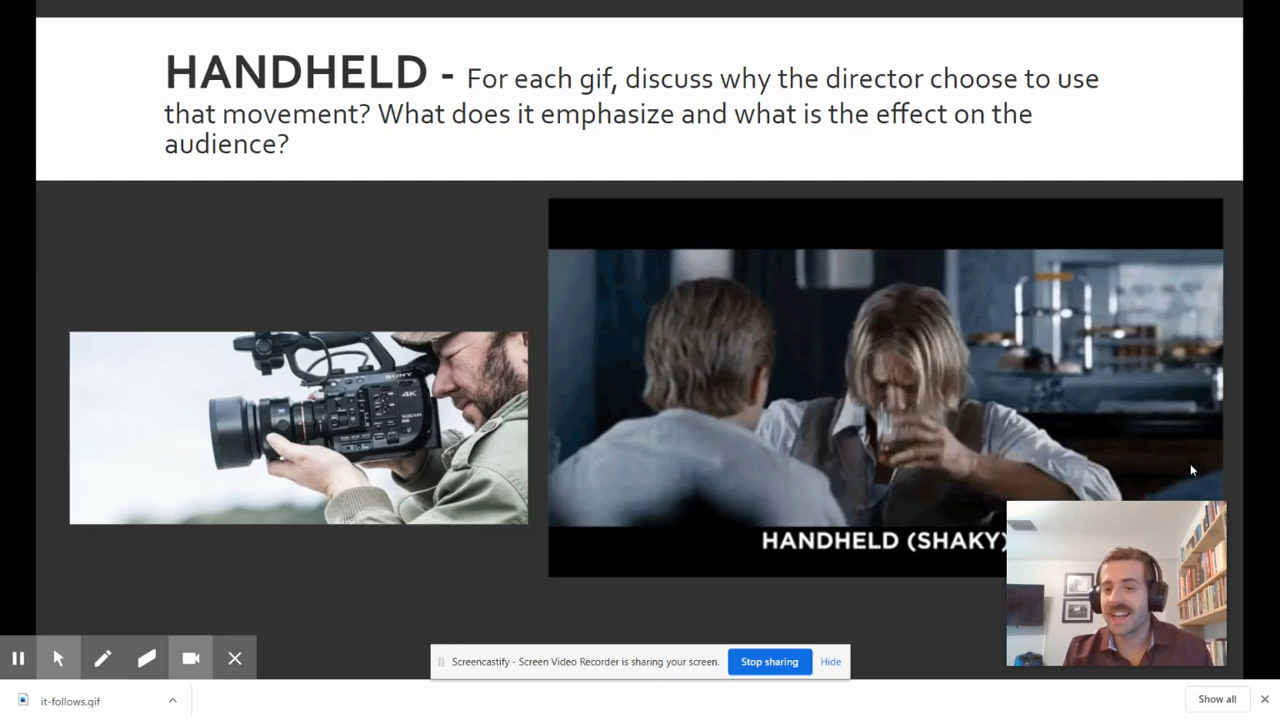 HANDHELD - For each gif, discuss why the director choose to use
that movement? What does it emphasize and what is the effect on the
audience?
SONY
4K
HANDHELD (SHAKY)
Screencastify - Screen Video Recorder is sharing your screen.
Stop sharing
Hide
it-follows.gif
Show all